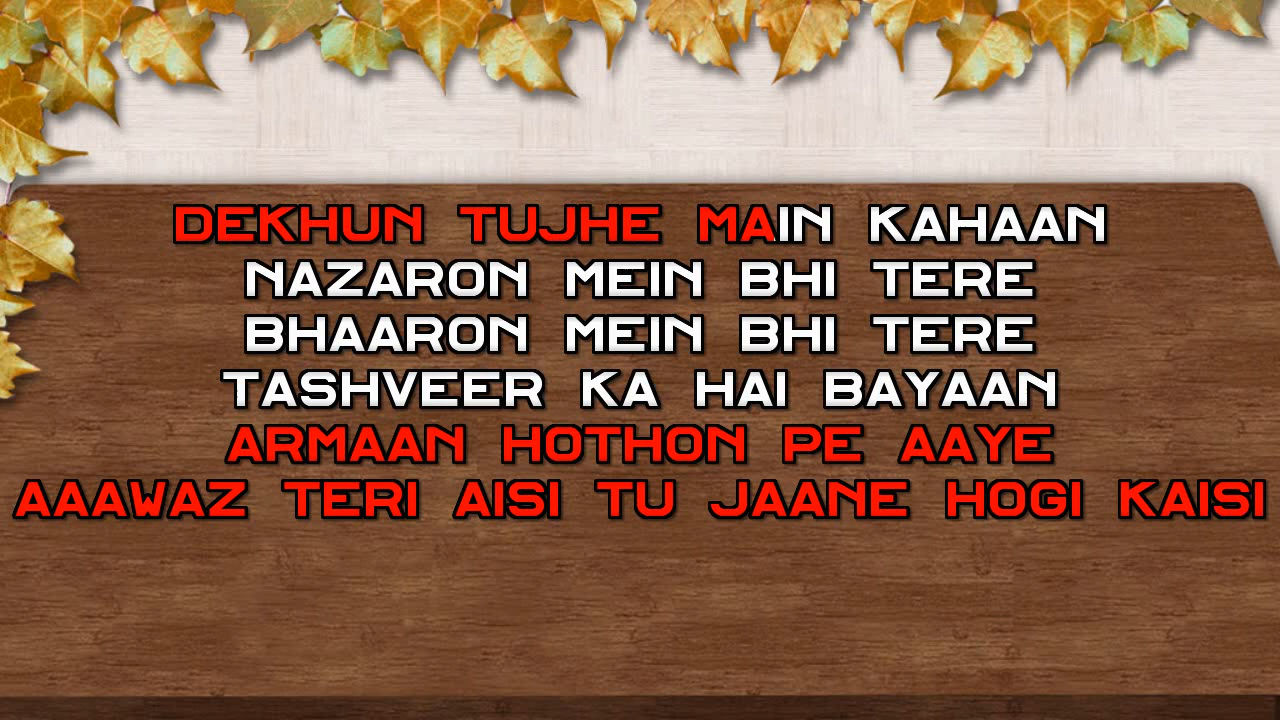 DEKHUN TUJHE MAIN KAHAAN
NAZARON MEIN BHI TERE
BHAARON MEIN BHI TERE
TASHVEER KA HAI BAYAAN
ARMAAN HOTHON PE AAYE
AAAWAZ TERI AISI TU JAANE HOGI KAISI